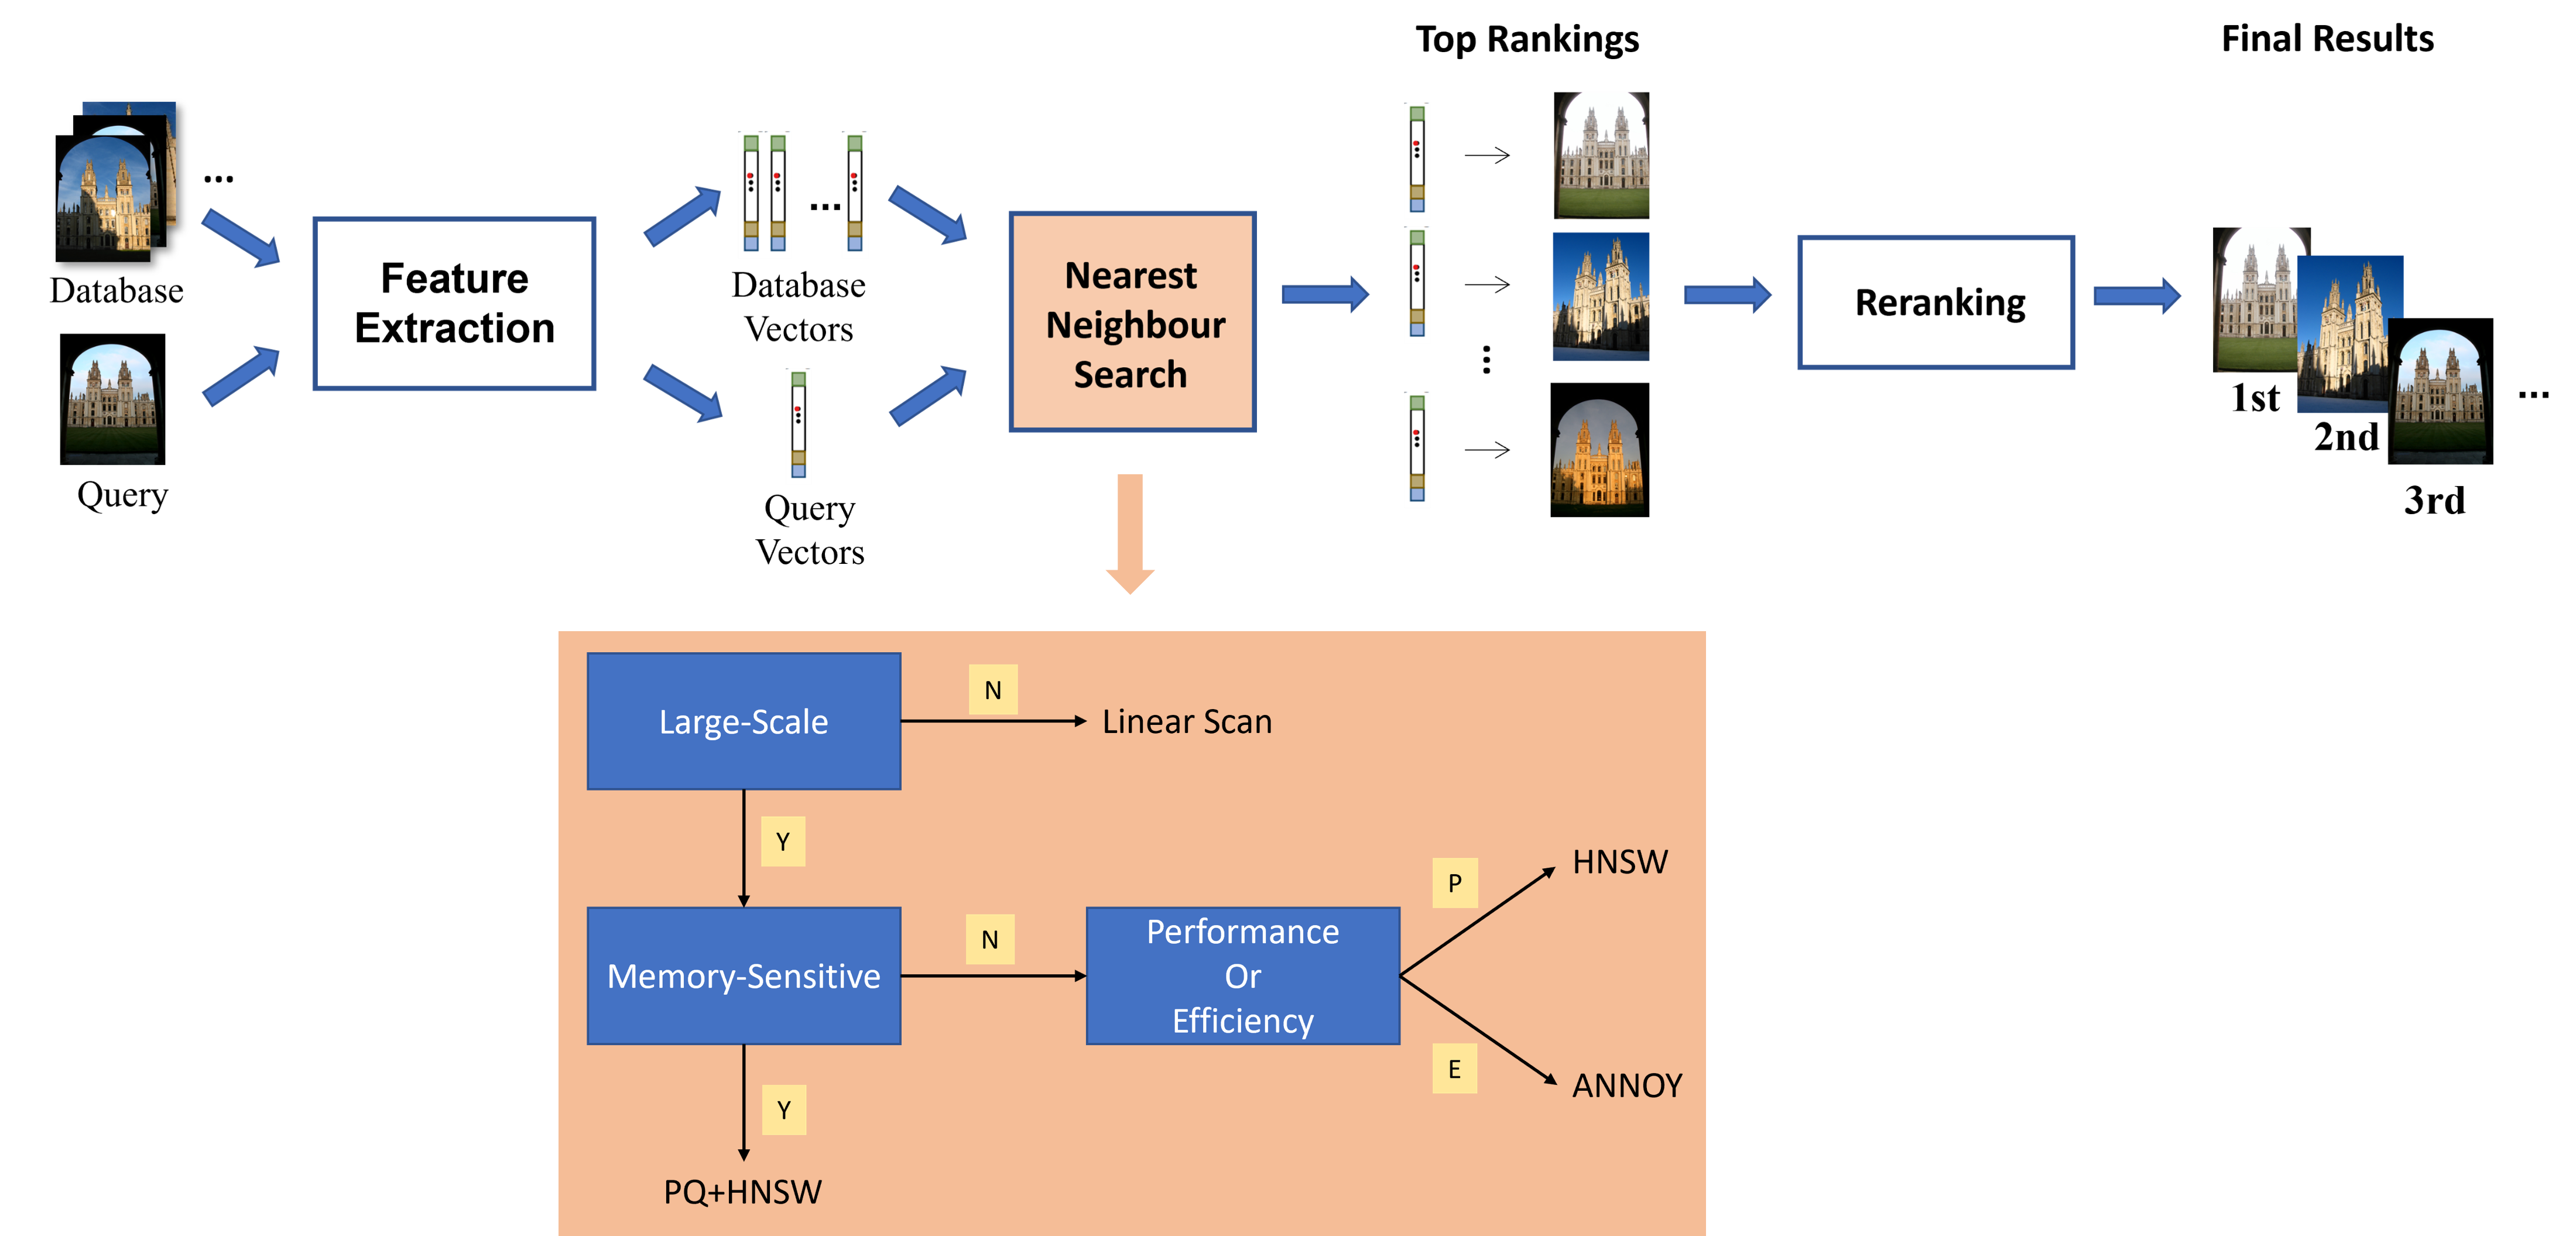 Top Rankings
Final Results
...
Database
Query
Feature
Extraction
...
Database
Vectors
Query
Vectors
Nearest
Neighbour
Search
Reranking
1st
2nd
3rd
...
Large-Scale
N
Linear Scan
Y
Memory-Sensitive
N
Performance
Or
Efficiency
P
HNSW
E
ANNOY
Y
PQ+HNSW